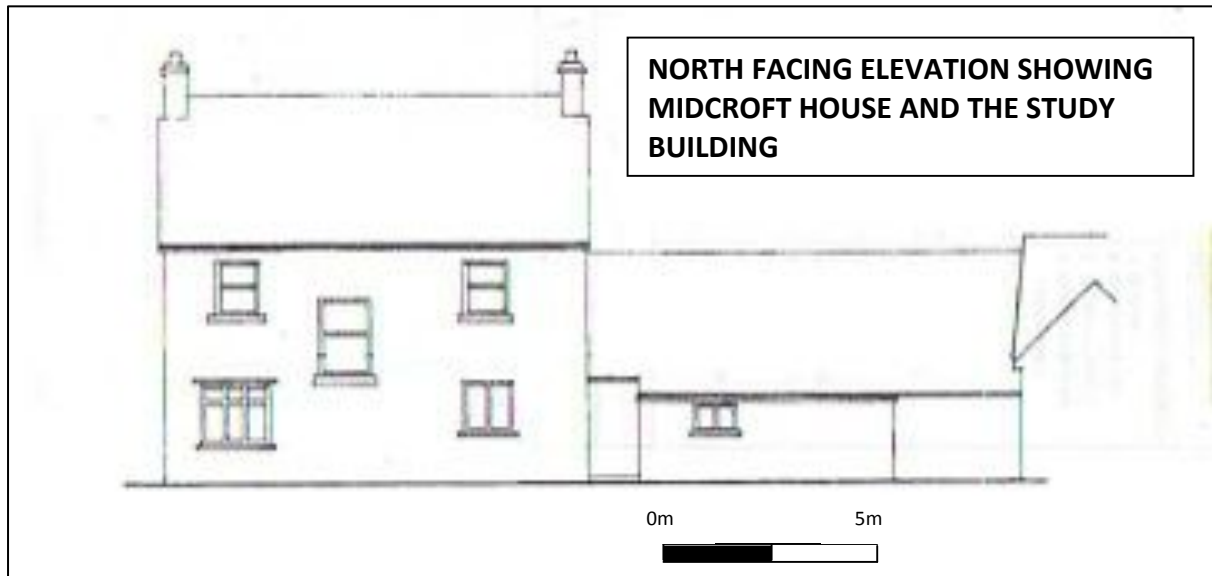 NORTH FACING ELEVATION SHOWING
MIDCROFT HOUSE AND THE STUDY
BUILDING
0m 5m